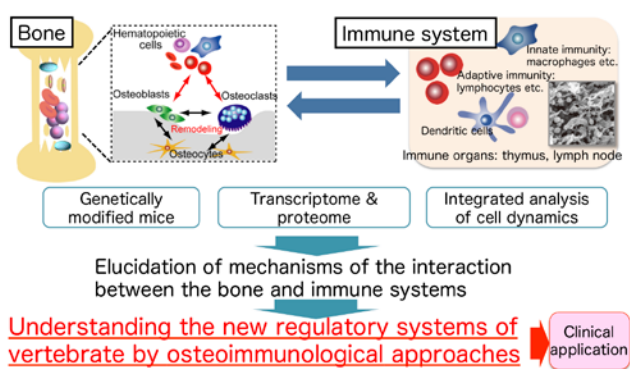 Bone
Hematopoietic
cells
Osteoblasts
Osteoclasts
Remodeling
Osteocytes
Immune system
Innate immunity:
macrophages etc.
Adaptive immunity:
lymphocytes etc.
Dendritic cells
Immune organs: thymus, lymph node
Genetically
modified mice
Transcriptome &
proteome
Integrated analysis
of cell dynamics
Elucidation of mechanisms of the interaction
between the bone and immune systems
Understanding the new regulatory systems of
vertebrate by osteoimmunological approaches
Clinical
application